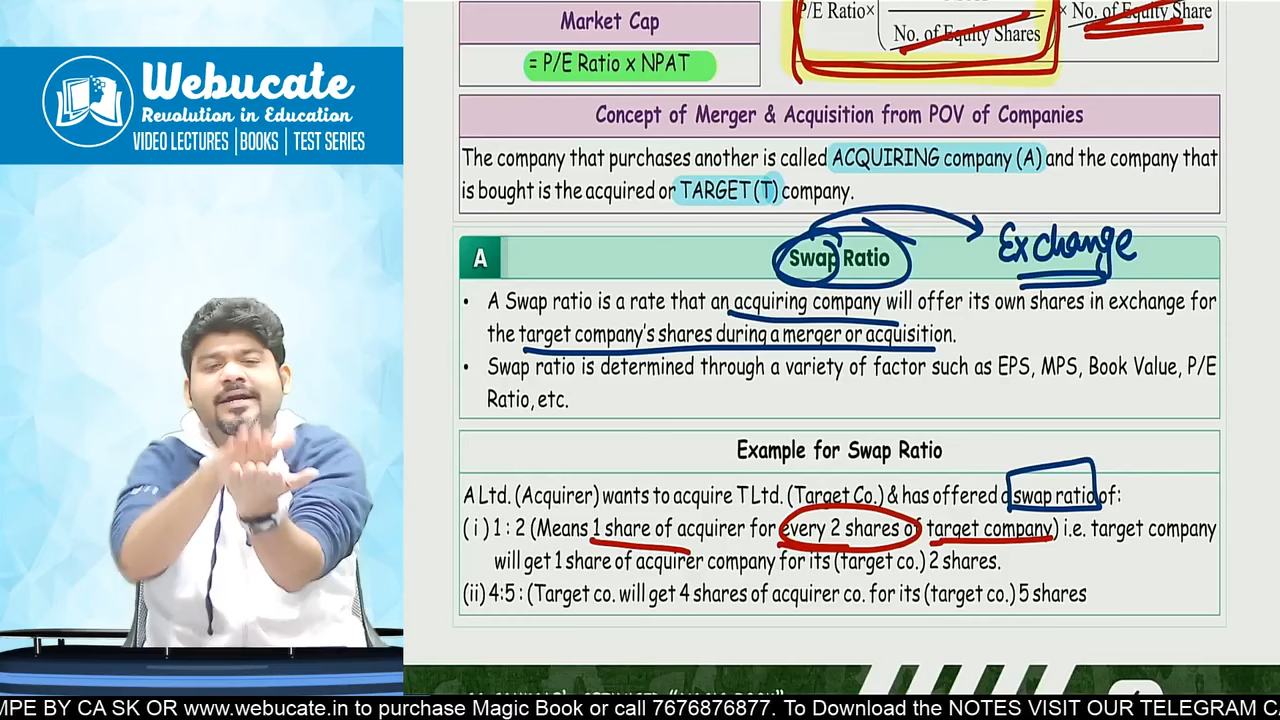 Webucate
Revolution in Education
VIDEO LECTURES | BOOKS | TEST SERIES
Market Cap
= P/E Ratio x NPAT
P/E Ratio× No. of Equity Shares × No. of Equity Share
Concept of Merger & Acquisition from POV of Companies
The company that purchases another is called ACQUIRING company (A) and the company that
is bought is the acquired or TARGET (T) company.
A Swap Ratio Exchange
• A Swap ratio is a rate that an acquiring company will offer its own shares in exchange for
the target company's shares during a merger or acquisition.
• Swap ratio is determined through a variety of factor such as EPS, MPS, Book Value, P/E
Ratio, etc.
Example for Swap Ratio
A Ltd. (Acquirer) wants to acquire T Ltd. (Target Co.) & has offered a swap ratio of:
(i) 1 : 2 (Means 1 share of acquirer for every 2 shares of target company) i.e. target company
will get 1 share of acquirer company for its (target co.) 2 shares.
(ii) 4:5 : (Target co. will get 4 shares of acquirer co. for its (target co.) 5 shares
MPE BY CA SK OR www.webucate.in to purchase Magic Book or call 7676876877. To Download the NOTES VISIT OUR TELEGRAM CA